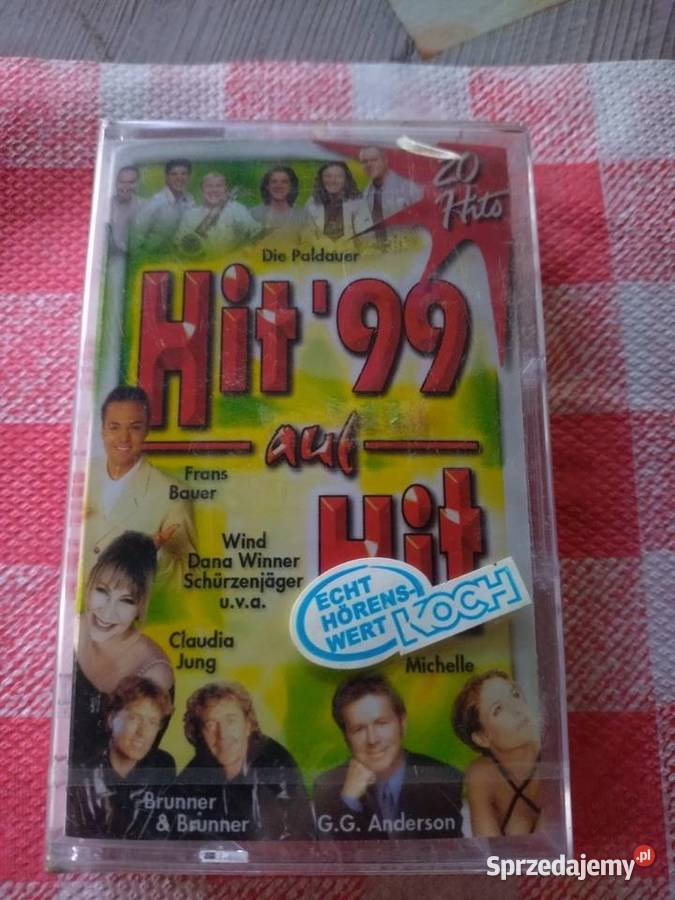 20
Hits
Die Paldauer
Hit '99
auf
Hit
Frans
Bauer
Wind
Dana Winner
Schürzenjäger
u.v.a.
ECHT
HÖRENS-
WERT
KOCH
Claudia
Jung
Michelle
Brunner
& Brunner
G.G. Anderson
Sprzedajemy.pl